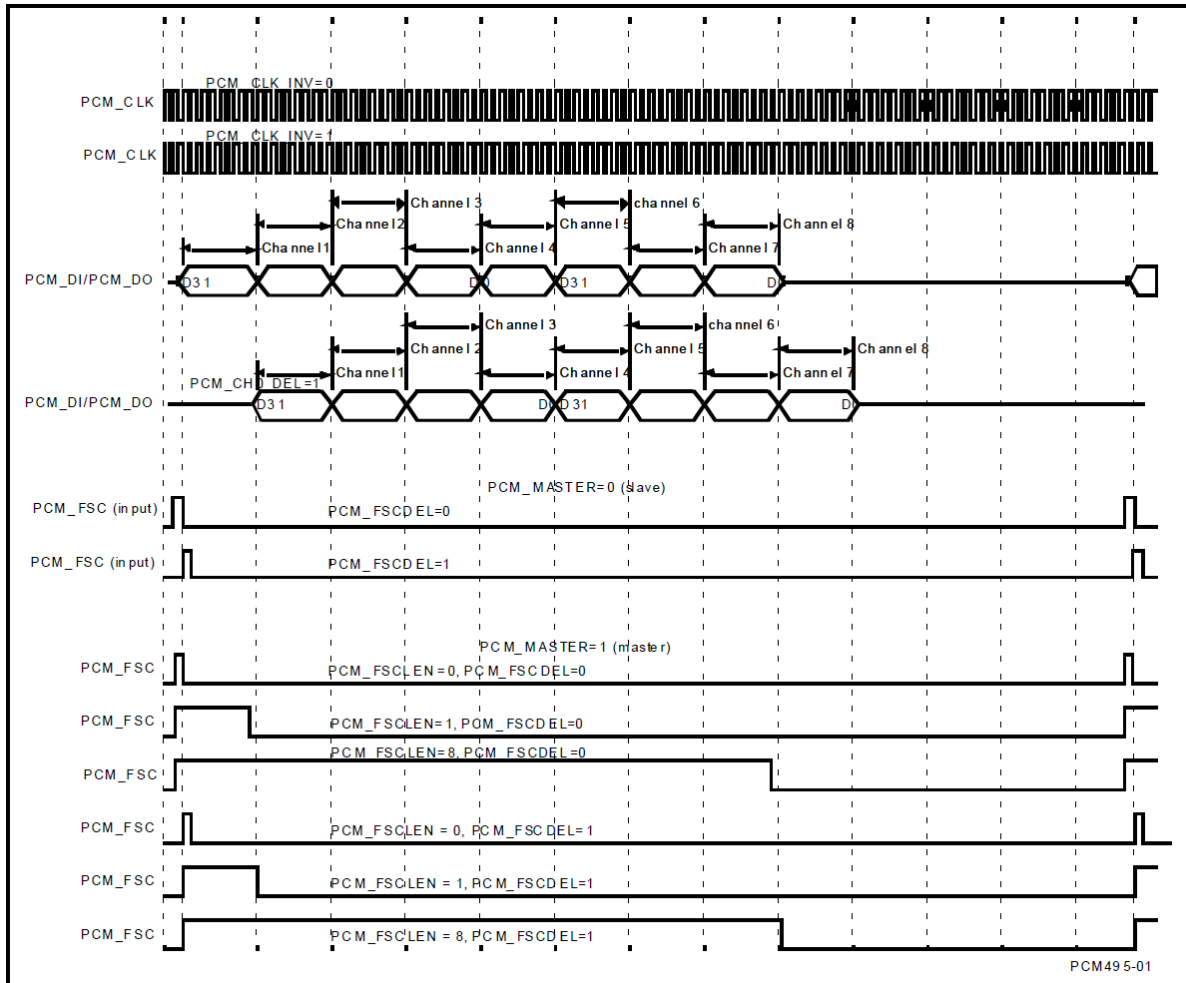 PCM_CLK_INV=0
PCM_CLK
PCM_CLK_INV=1
PCM_CLK
Channel 3 channel 6
Channel 2 Channel 5 Channel 8
Channel 1 Channel 4 Channel 7
PCM_DI/PCM_DO D31 D0 D31 D0
Channel 3 channel 6
Channel 2 Channel 5 Channel 8
Channel 1 Channel 4 Channel 7
PCM_CH0_DEL=1
PCM_DI/PCM_DO D31 D0 D31 D0
PCM_MASTER=0 (slave)
PCM_FSC (input) PCM_FSCDEL=0
PCM_FSC (input) PCM_FSCDEL=1
PCM_MASTER=1 (master)
PCM_FSC PCM_FSCLEN=0, PCM_FSCDEL=0
PCM_FSC PCM_FSCLEN=1, PCM_FSCDEL=0
PCM_FSCLEN=8, PCM_FSCDEL=0
PCM_FSC
PCM_FSC PCM_FSCLEN = 0, PCM_FSCDEL=1
PCM_FSC PCM_FSCLEN = 1, PCM_FSCDEL=1
PCM_FSC PCM_FSCLEN = 8, PCM_FSCDEL=1
PCM495-01